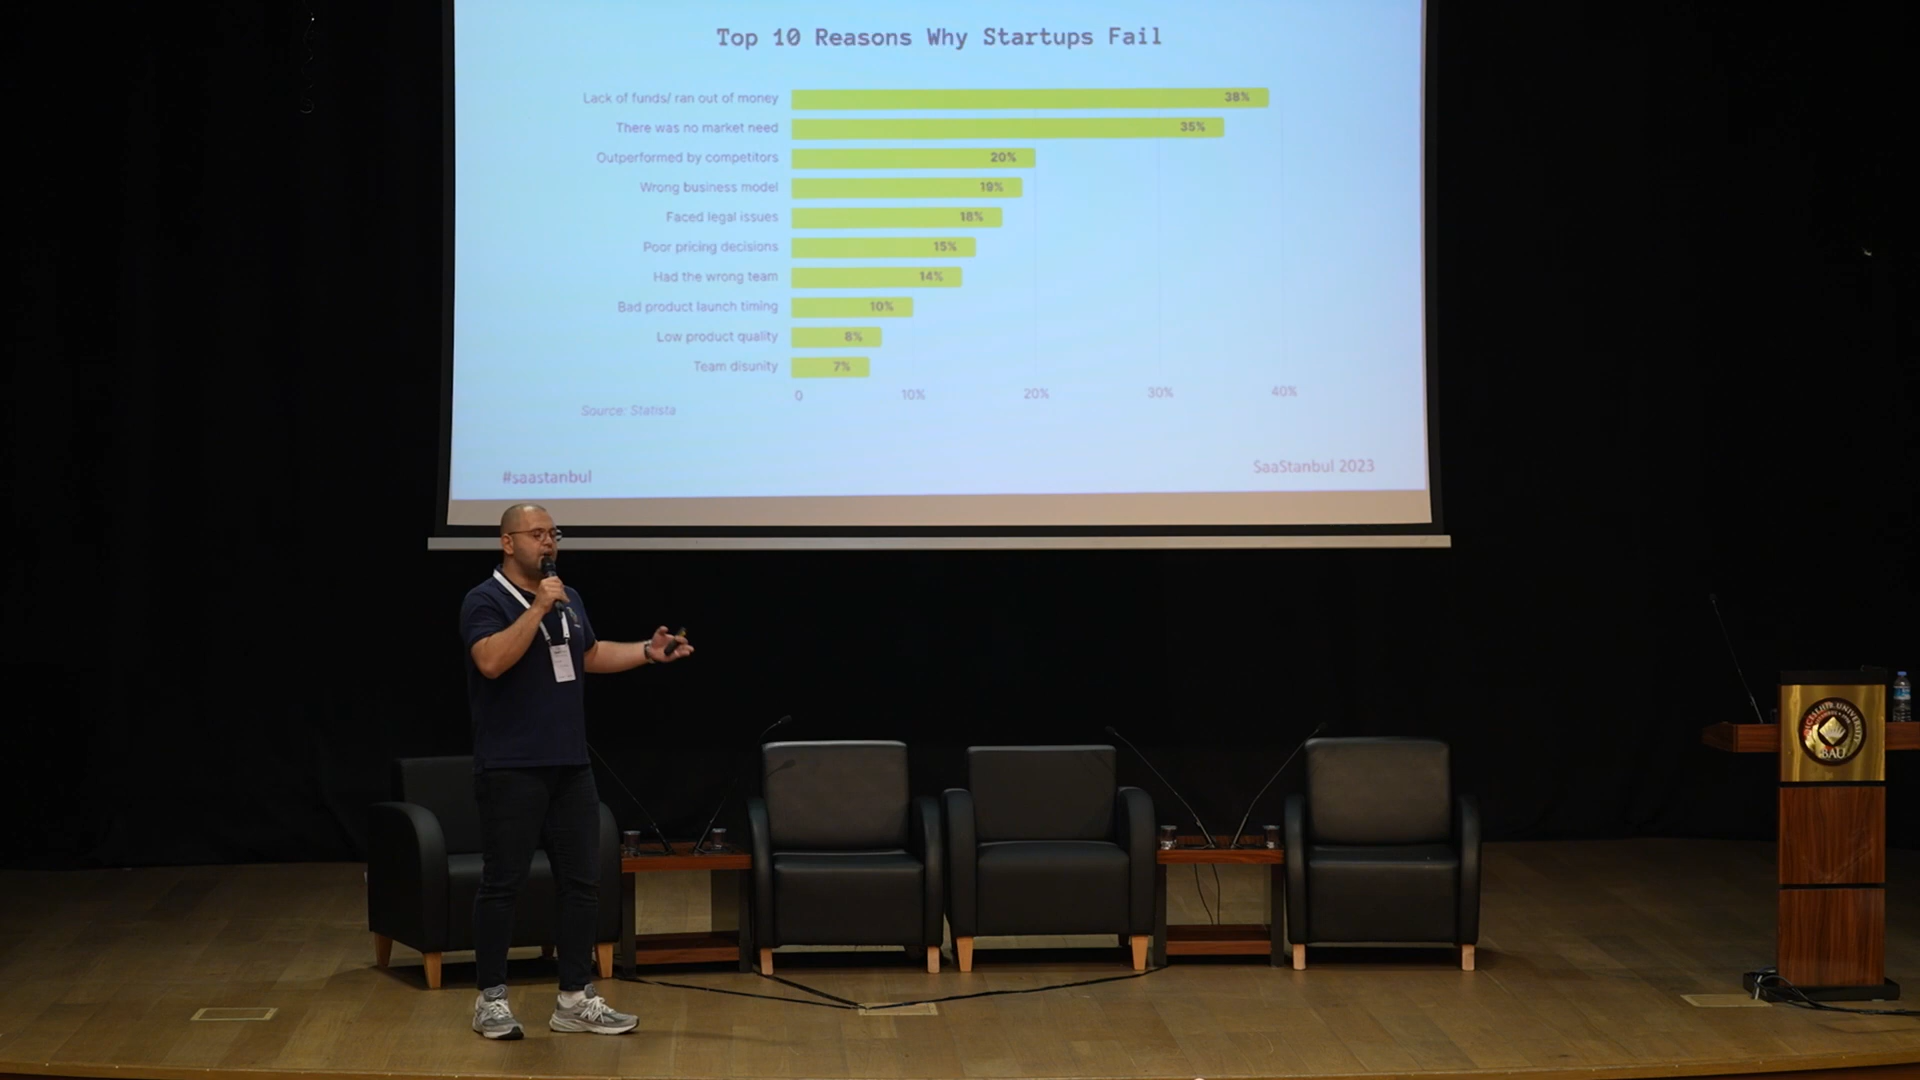 Top 10 Reasons Why Startups Fail
Lack of funds/ ran out of money 38%
There was no market need 35%
Outperformed by competitors 20%
Wrong business model 19%
Faced legal issues 18%
Poor pricing decisions 15%
Had the wrong team 14%
Bad product launch timing 10%
Low product quality 8%
Team disunity 7%
0 10% 20% 30% 40%
Source: Statista
#saastanbul
SaaStanbul 2023
UNIVERSITY
BAU